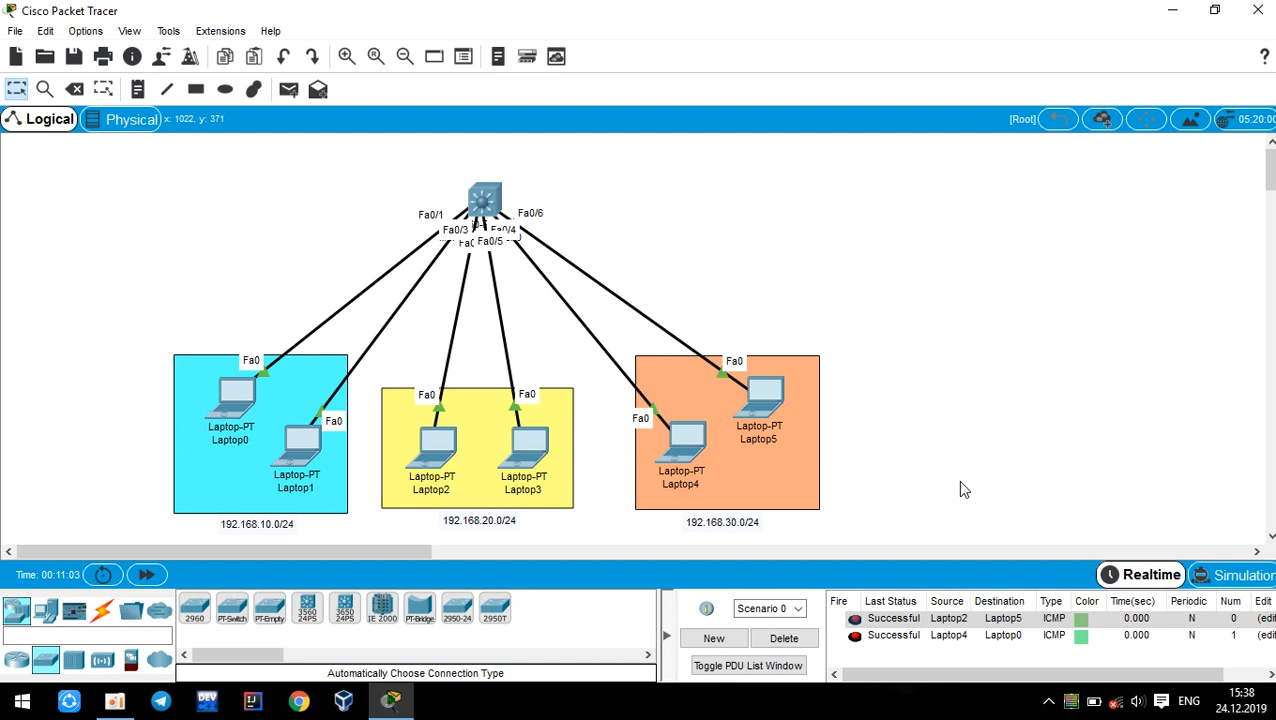 Cisco Packet Tracer
File Edit Options View Tools Extensions Help
?
Logical Physical x: 1022, y: 371 [Root] 05:20:00
Fa0/1 Fa0/6
Fa0/3 Fa0/4
Fa0/5
Fa0 Fa0
Fa0 Fa0
Fa0 Fa0
Laptop-PT
Laptop0
Laptop-PT
Laptop1
Laptop-PT
Laptop2
Laptop-PT
Laptop3
Laptop-PT
Laptop4
Laptop-PT
Laptop5
192.168.10.0/24
192.168.20.0/24
192.168.30.0/24
Time: 00:11:03 Realtime Simulation
2960 PT-Switch PT-Empty 3560 24PS 3650 24PS IE 2000 PT-Bridge 2950-24 2950T
Automatically Choose Connection Type
Scenario 0
New Delete
Toggle PDU List Window
Fire Last Status Source Destination Type Color Time(sec) Periodic Num Edit
Successful Laptop2 Laptop5 ICMP 0.000 N 0 (edi
Successful Laptop4 Laptop0 ICMP 0.000 N 1 (edi
DEV
ENG
15:38
24.12.2019